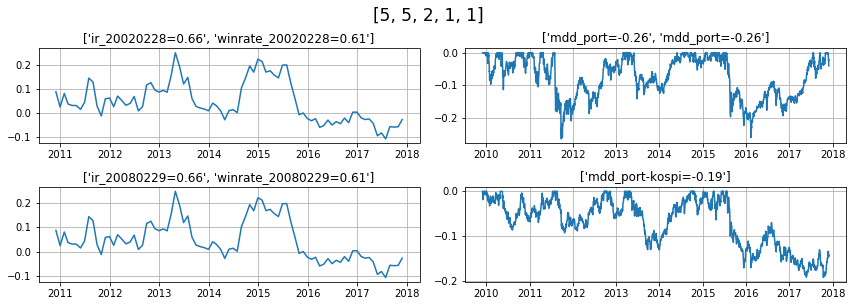 [5, 5, 2, 1, 1]
['ir_20020228=0.66', 'winrate_20020228=0.61']
0.2
0.1
0.0
−0.1
2011 2012 2013 2014 2015 2016 2017 2018
['mdd_port=-0.26', 'mdd_port=-0.26']
0.0
−0.1
−0.2
2010 2011 2012 2013 2014 2015 2016 2017 2018
['ir_20080229=0.66', 'winrate_20080229=0.61']
0.2
0.1
0.0
−0.1
2011 2012 2013 2014 2015 2016 2017 2018
['mdd_port-kospi=-0.19']
0.0
−0.1
−0.2
2010 2011 2012 2013 2014 2015 2016 2017 2018